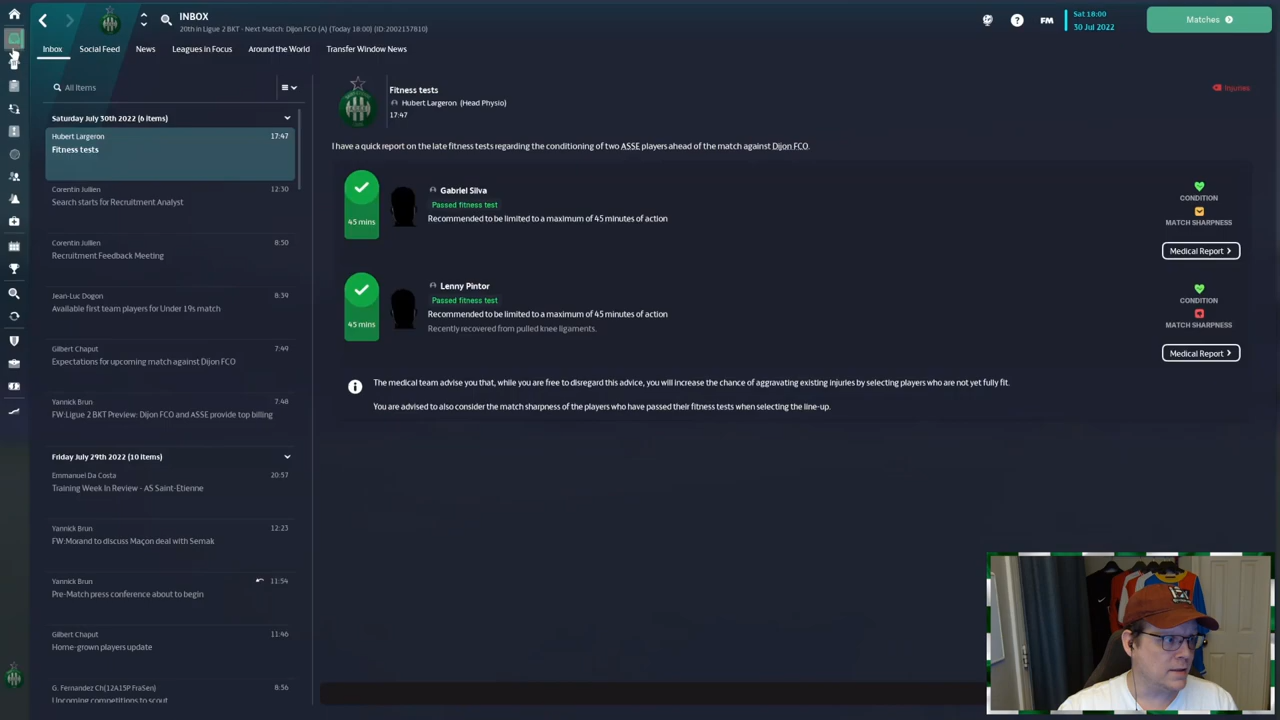 INBOX
20th in Ligue 2 BKT - Next Match: Dijon FCO (A) (Today 18:00) (ID:2002137810)
FM
Sat 18:00
30 Jul 2022
Matches
Inbox
Social Feed
News
Leagues in Focus
Around the World
Transfer Window News
All Items
Saturday July 30th 2022 (6 items)
Hubert Largeron 17:47
Fitness tests
Corentin Jullien 12:30
Search starts for Recruitment Analyst
Corentin Jullien 8:50
Recruitment Feedback Meeting
Jean-Luc Dogon 8:39
Available first team players for Under 19s match
Gilbert Chaput 7:49
Expectations for upcoming match against Dijon FCO
Yannick Brun 7:48
FW:Ligue 2 BKT Preview: Dijon FCO and ASSE provide top billing
Friday July 29th 2022 (10 items)
Emmanuel Da Costa 20:57
Training Week In Review - AS Saint-Etienne
Yannick Brun 12:23
FW:Morand to discuss Maçon deal with Sernak
Yannick Brun 11:54
Pre-Match press conference about to begin
Gilbert Chaput 11:46
Home-grown players update
G. Fernandez Ch(12A15P FraSen) 8:56
Upcoming competitions to scout
Fitness tests
Hubert Largeron (Head Physio)
17:47
Injuries
I have a quick report on the late fitness tests regarding the conditioning of two ASSE players ahead of the match against Dijon FCO.
45 mins
Gabriel Silva
Passed fitness test
Recommended to be limited to a maximum of 45 minutes of action
CONDITION
MATCH SHARPNESS
Medical Report
45 mins
Lenny Pintor
Passed fitness test
Recommended to be limited to a maximum of 45 minutes of action
Recently recovered from pulled knee ligaments.
CONDITION
MATCH SHARPNESS
Medical Report
The medical team advise you that, while you are free to disregard this advice, you will increase the chance of aggravating existing injuries by selecting players who are not yet fully fit.
You are advised to also consider the match sharpness of the players who have passed their fitness tests when selecting the line-up.